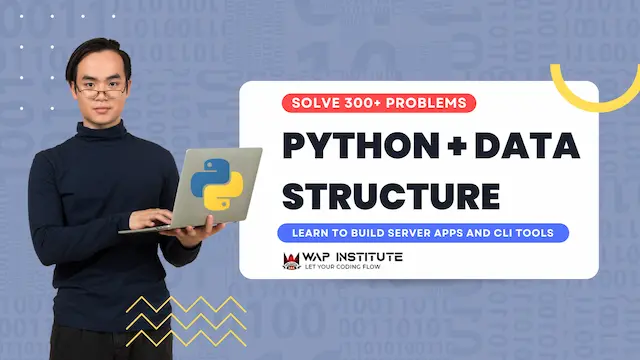 SOLVE 300+ PROBLEMS
PYTHON + DATA
STRUCTURE
LEARN TO BUILD SERVER APPS AND CLI TOOLS
WAP INSTITUTE
LET YOUR CODING FLOW